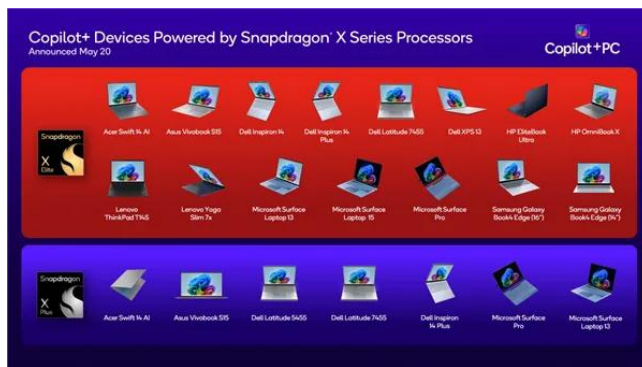 Copilot+ Devices Powered by Snapdragon® X Series Processors
Announced May 20
Copilot+PC
Snapdragon
X
Elite
Acer Swift 14 AI
Asus Vivobook S15
Dell Inspiron 14
Dell Inspiron 14
Plus
Dell Latitude 7455
Dell XPS 13
HP EliteBook
Ultra
HP OmniBook X
Lenovo
ThinkPad T14S
Lenovo Yoga
Slim 7x
Microsoft Surface
Laptop 13
Microsoft Surface
Laptop 15
Microsoft Surface
Pro
Samsung Galaxy
Book4 Edge (16")
Samsung Galaxy
Book4 Edge (14")
Snapdragon
X
Plus
Acer Swift 14 AI
Asus Vivobook S15
Dell Latitude 5455
Dell Latitude 7455
Dell Inspiron
14 Plus
Microsoft Surface
Pro
Microsoft Surface
Laptop 13